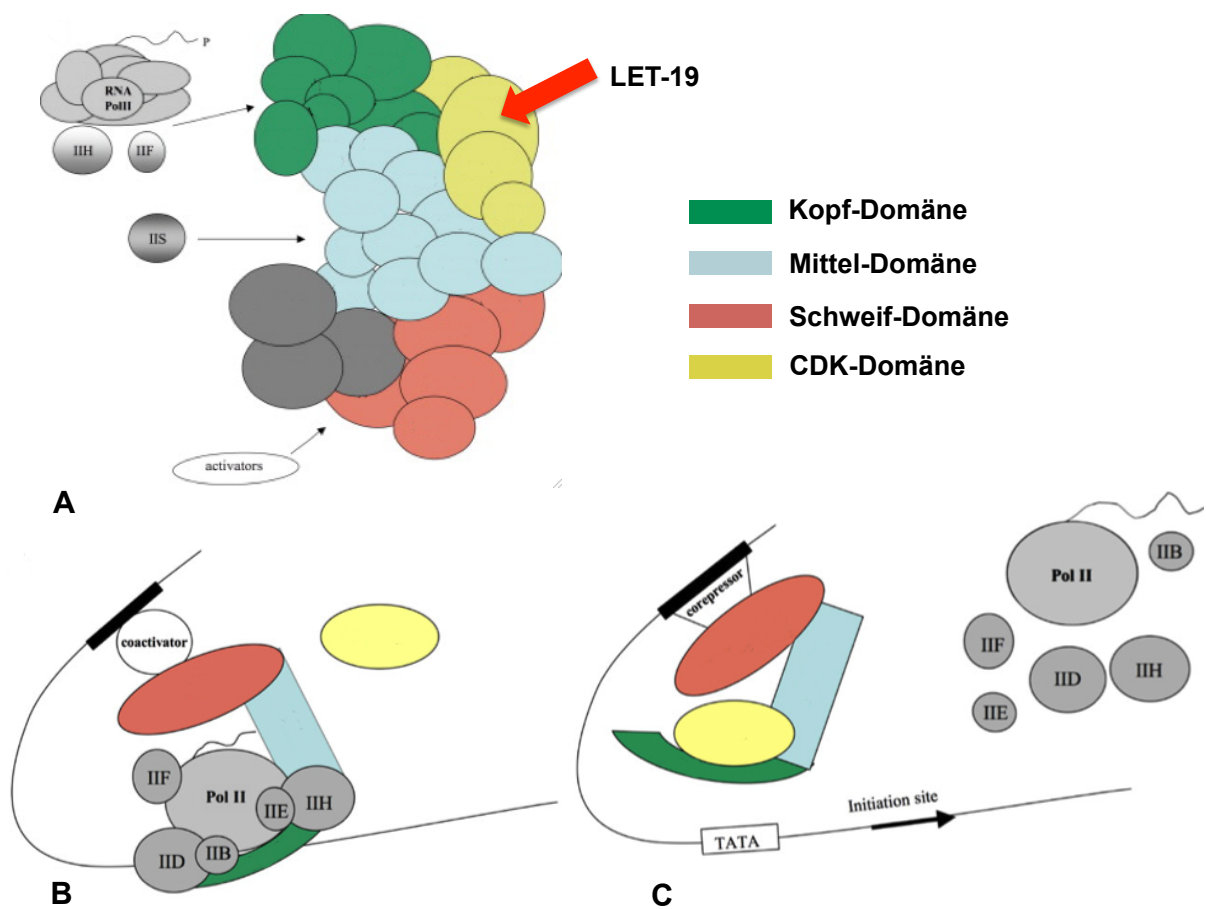 P
RNA
PolII
IIH
IIF
IIS
activators
LET-19
Kopf-Domäne
Mittel-Domäne
Schweif-Domäne
CDK-Domäne
A
coactivator
IIF
Pol II
IIE
IIH
IID
IIB
B
corepressor
Pol II
IIB
IIF
IID
IIH
IIE
Initiation site
TATA
C